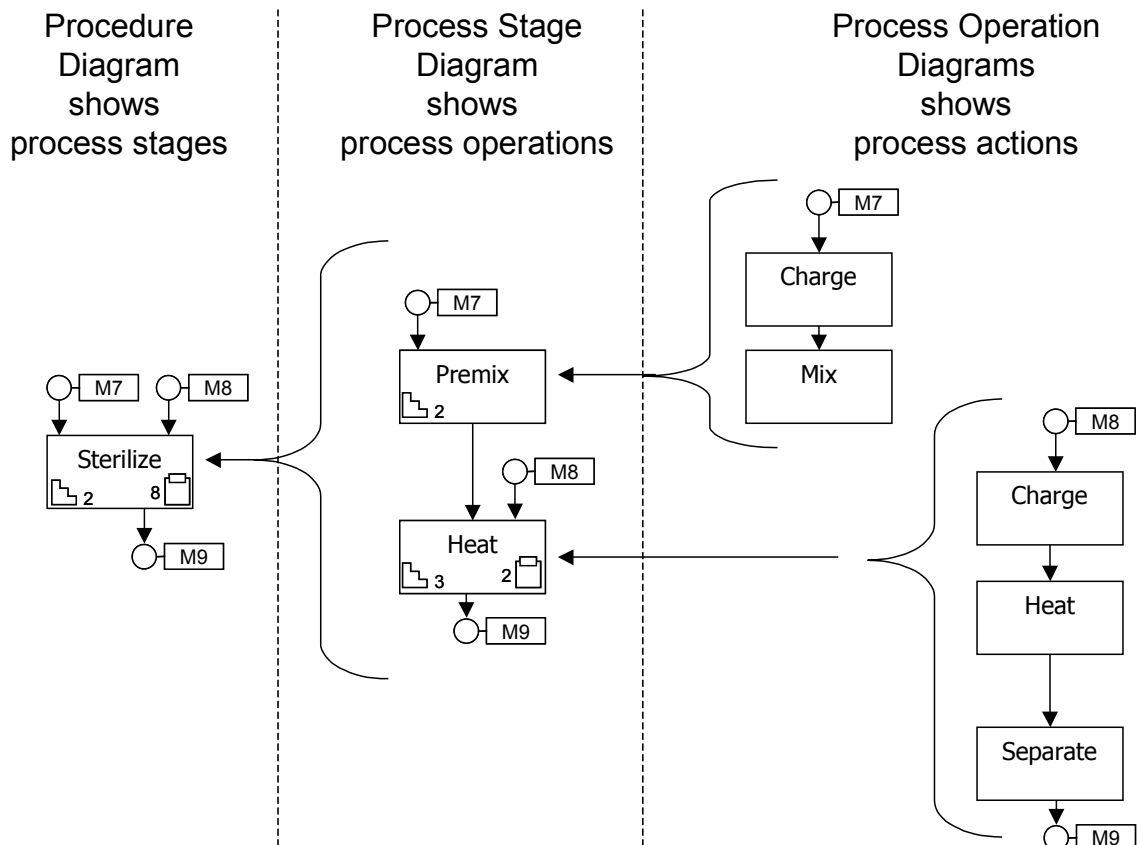 Procedure
Diagram
shows
process stages
Process Stage
Diagram
shows
process operations
Process Operation
Diagrams
shows
process actions
M7
M8
Sterilize
2
8
M9
M7
Premix
2
M8
Heat
3
2
M9
M7
Charge
Mix
M8
Charge
Heat
Separate
M9